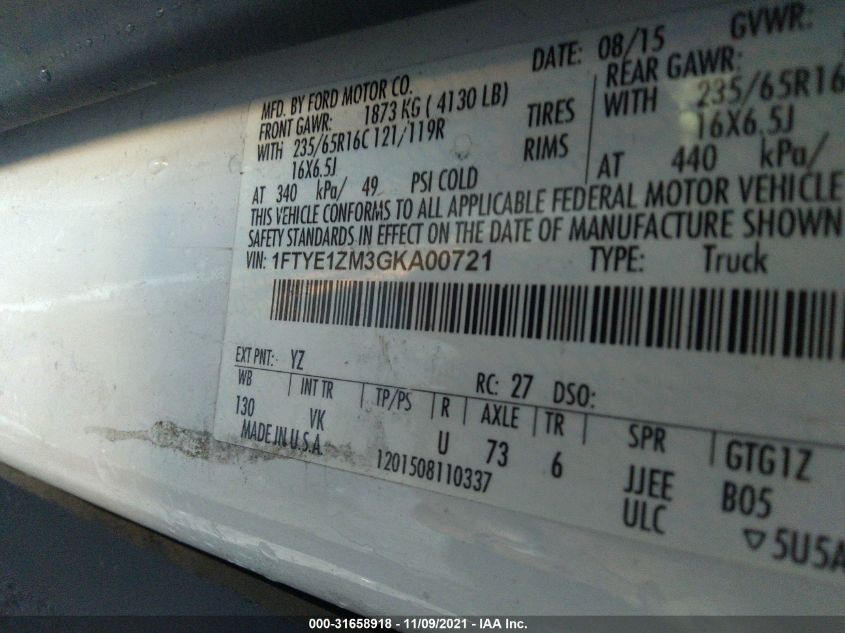 MFD. BY FORD MOTOR CO. DATE: 08/15 GVWR:
FRONT GAWR: 1873 KG ( 4130 LB) REAR GAWR:
WITH 235/65R16C 121/119R TIRES WITH 235/65R16
16X6.5J RIMS 16X6.5J
AT 340 kPa/ 49 PSI COLD AT 440 kPa/
THIS VEHICLE CONFORMS TO ALL APPLICABLE FEDERAL MOTOR VEHICLE
SAFETY STANDARDS IN EFFECT ON THE DATE OF MANUFACTURE SHOWN
VIN: 1FTYE1ZM3GKA00721 TYPE: Truck
EXT PNT: YZ RC: 27 DSO:
WB INT TR TP/PS R AXLE TR SPR GTG1Z
130 VK U 73 6 JJEE B05
MADE IN U.S.A. 1201508110337 ULC ▽5U5A
000-31658918 - 11/09/2021 - IAA Inc.